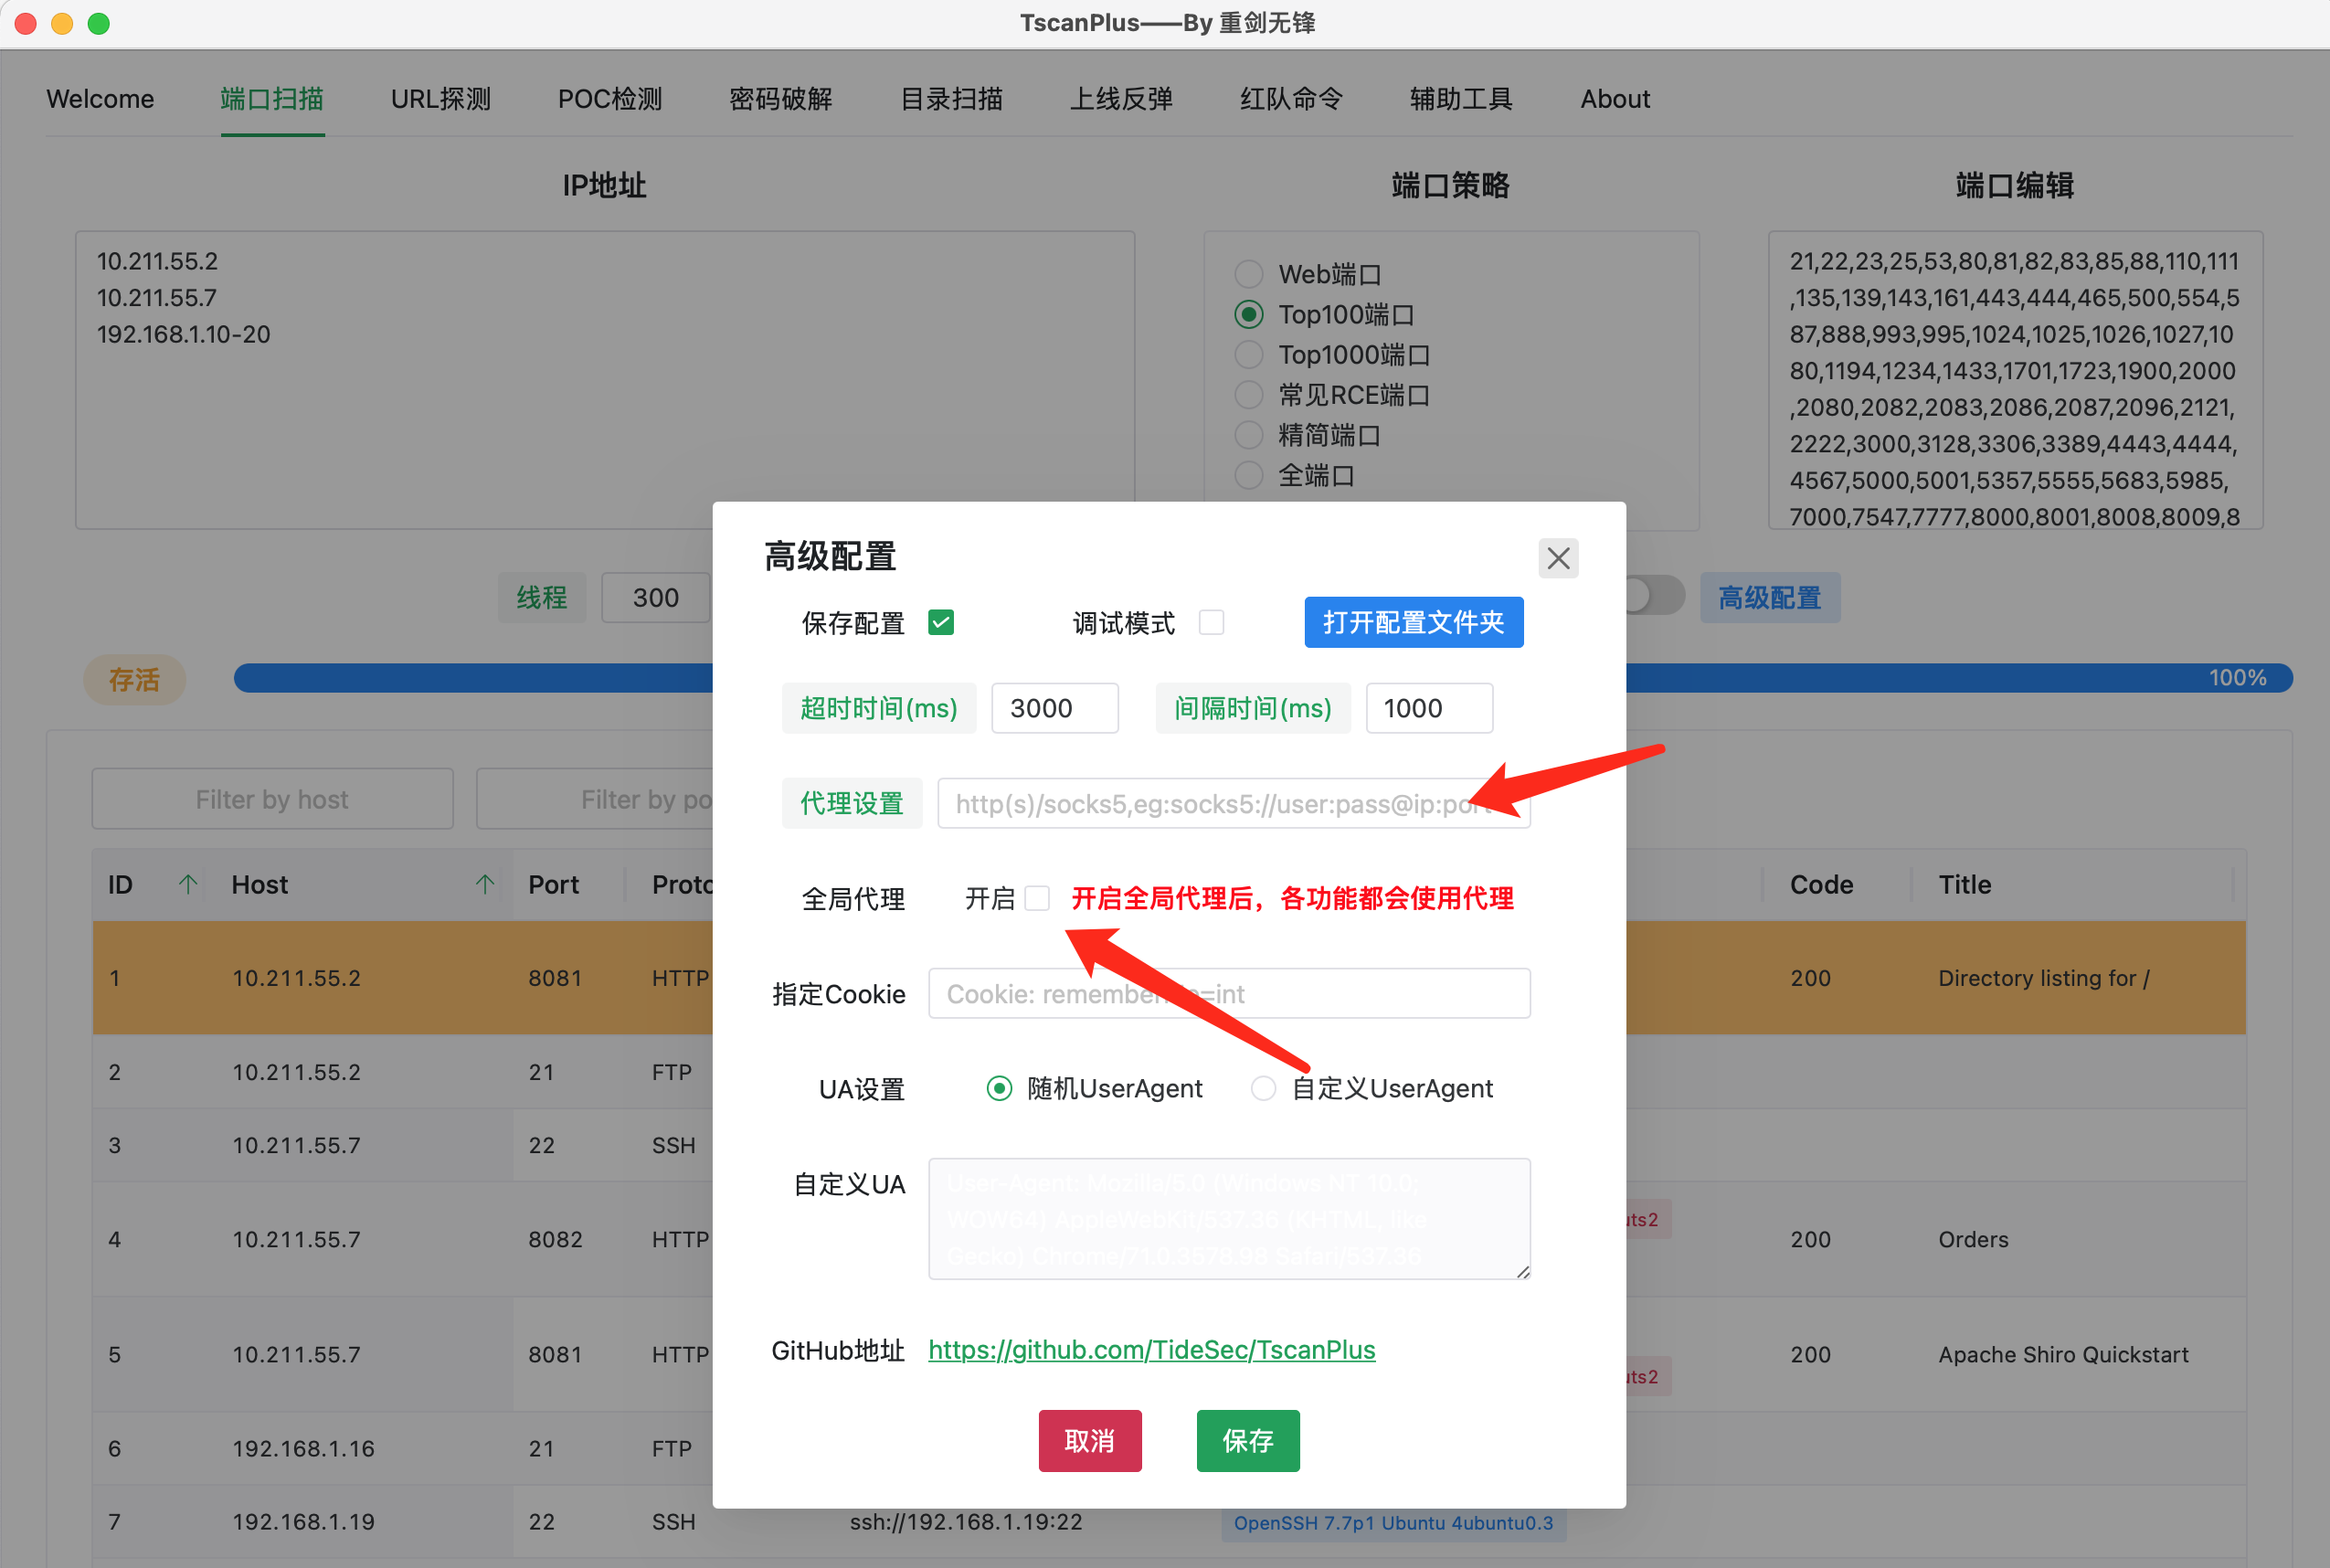 TscanPlus——By 重剑无锋
Welcome 端口扫描 URL探测 POC检测 密码破解 目录扫描 上线反弹 红队命令 辅助工具 About
IP地址 端口策略 端口编辑
10.211.55.2
10.211.55.7
192.168.1.10-20
Web端口
Top100端口
Top1000端口
常见RCE端口
精简端口
全端口
21,22,23,25,53,80,81,82,83,85,88,110,111
,135,139,143,161,443,444,465,500,554,5
87,888,993,995,1024,1025,1026,1027,10
80,1194,1234,1433,1701,1723,1900,2000
,2080,2082,2083,2086,2087,2096,2121,
2222,3000,3128,3306,3389,4443,4444,
4567,5000,5001,5357,5555,5683,5985,
7000,7547,7777,8000,8001,8008,8009,8
线程 300 高级配置
存活 100%
Filter by host Filter by po
ID Host Port Proto Code Title
1 10.211.55.2 8081 HTTP 200 Directory listing for /
2 10.211.55.2 21 FTP
3 10.211.55.7 22 SSH
4 10.211.55.7 8082 HTTP uts2 200 Orders
5 10.211.55.7 8081 HTTP uts2 200 Apache Shiro Quickstart
6 192.168.1.16 21 FTP
7 192.168.1.19 22 SSH ssh://192.168.1.19:22 OpenSSH 7.7p1 Ubuntu 4ubuntu0.3
高级配置
保存配置 调试模式 打开配置文件夹
超时时间(ms) 3000 间隔时间(ms) 1000
代理设置 http(s)/socks5,eg:socks5://user:pass@ip:port
全局代理 开启 开启全局代理后，各功能都会使用代理
指定Cookie Cookie:
UA设置 随机UserAgent 自定义UserAgent
自定义UA User-Agent: Mozilla/5.0 (Windows NT 10.0;
WOW64) AppleWebKit/537.36 (KHTML, like
Gecko) Chrome/71.0.3578.98 Safari/537.36
GitHub地址 https://github.com/TideSec/TscanPlus
取消 保存